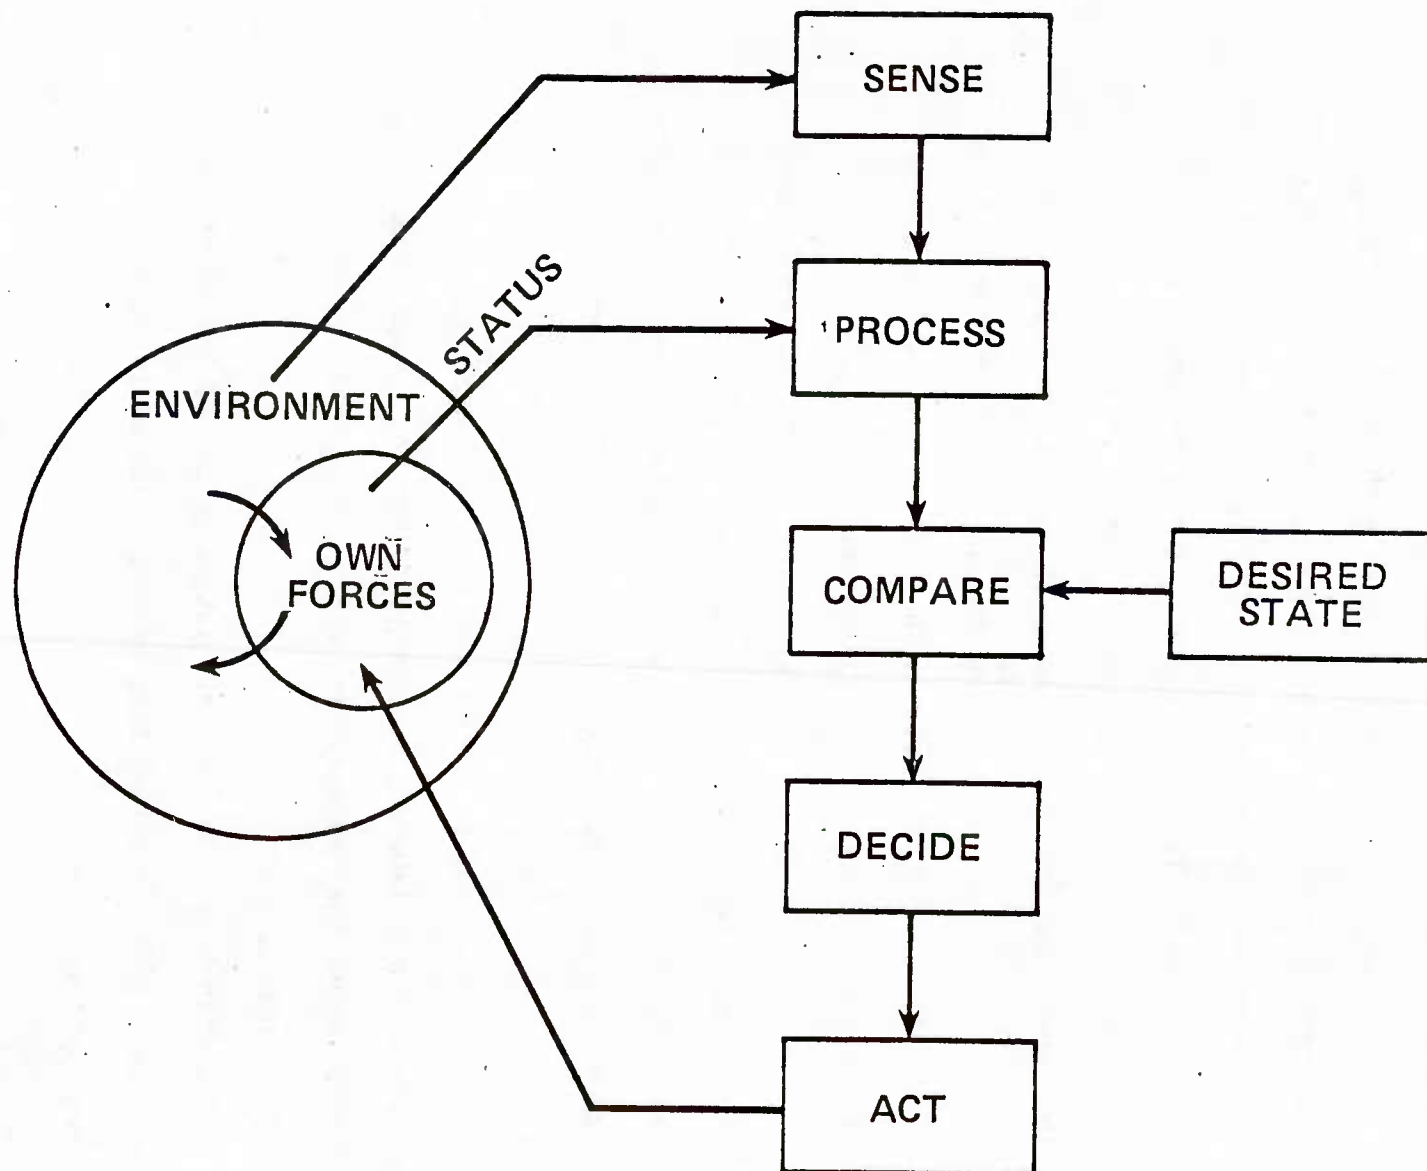 SENSE
STATUS
PROCESS
ENVIRONMENT
OWN
FORCES
COMPARE
DESIRED
STATE
DECIDE
ACT